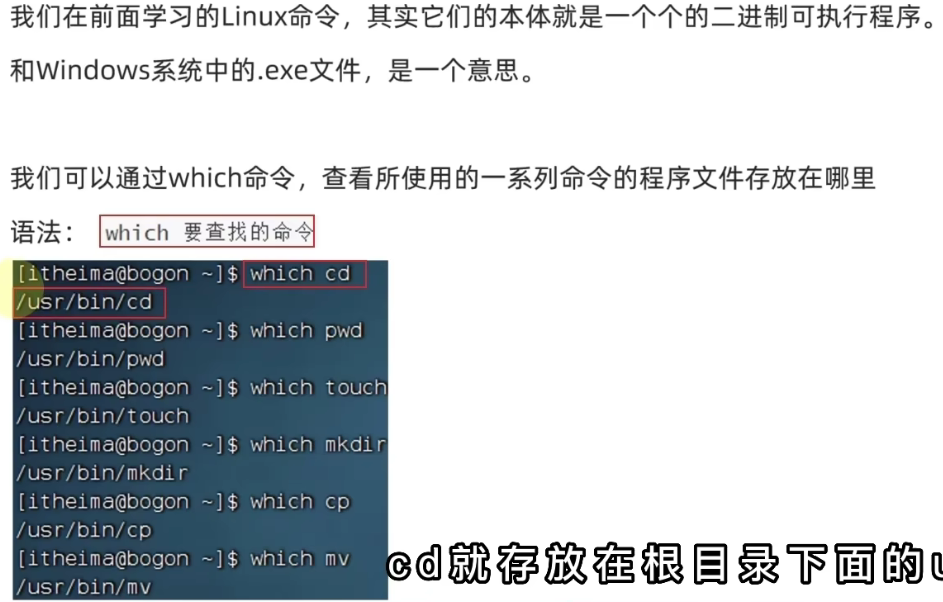 我们在前面学习的Linux命令，其实它们的本体就是一个个的二进制可执行程序。
和Windows系统中的.exe文件，是一个意思。
我们可以通过which命令，查看所使用的一系列命令的程序文件存放在哪里
语法： which 要查找的命令
[itheima@bogon ~]$ which cd
/usr/bin/cd
[itheima@bogon ~]$ which pwd
/usr/bin/pwd
[itheima@bogon ~]$ which touch
/usr/bin/touch
[itheima@bogon ~]$ which mkdir
/usr/bin/mkdir
[itheima@bogon ~]$ which cp
/usr/bin/cp
[itheima@bogon ~]$ which mv
/usr/bin/mv
cd就存放在根目录下面的u